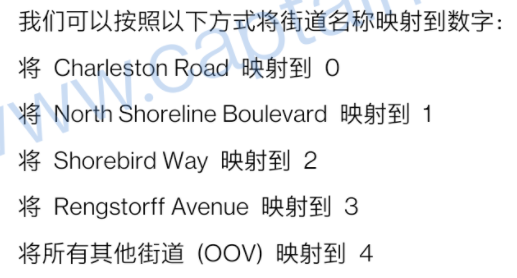 我们可以按照以下方式将街道名称映射到数字：
将 Charleston Road 映射到 0
将 North Shoreline Boulevard 映射到 1
将 Shorebird Way 映射到 2
将 Rengstorff Avenue 映射到 3
将所有其他街道 (OOV) 映射到 4